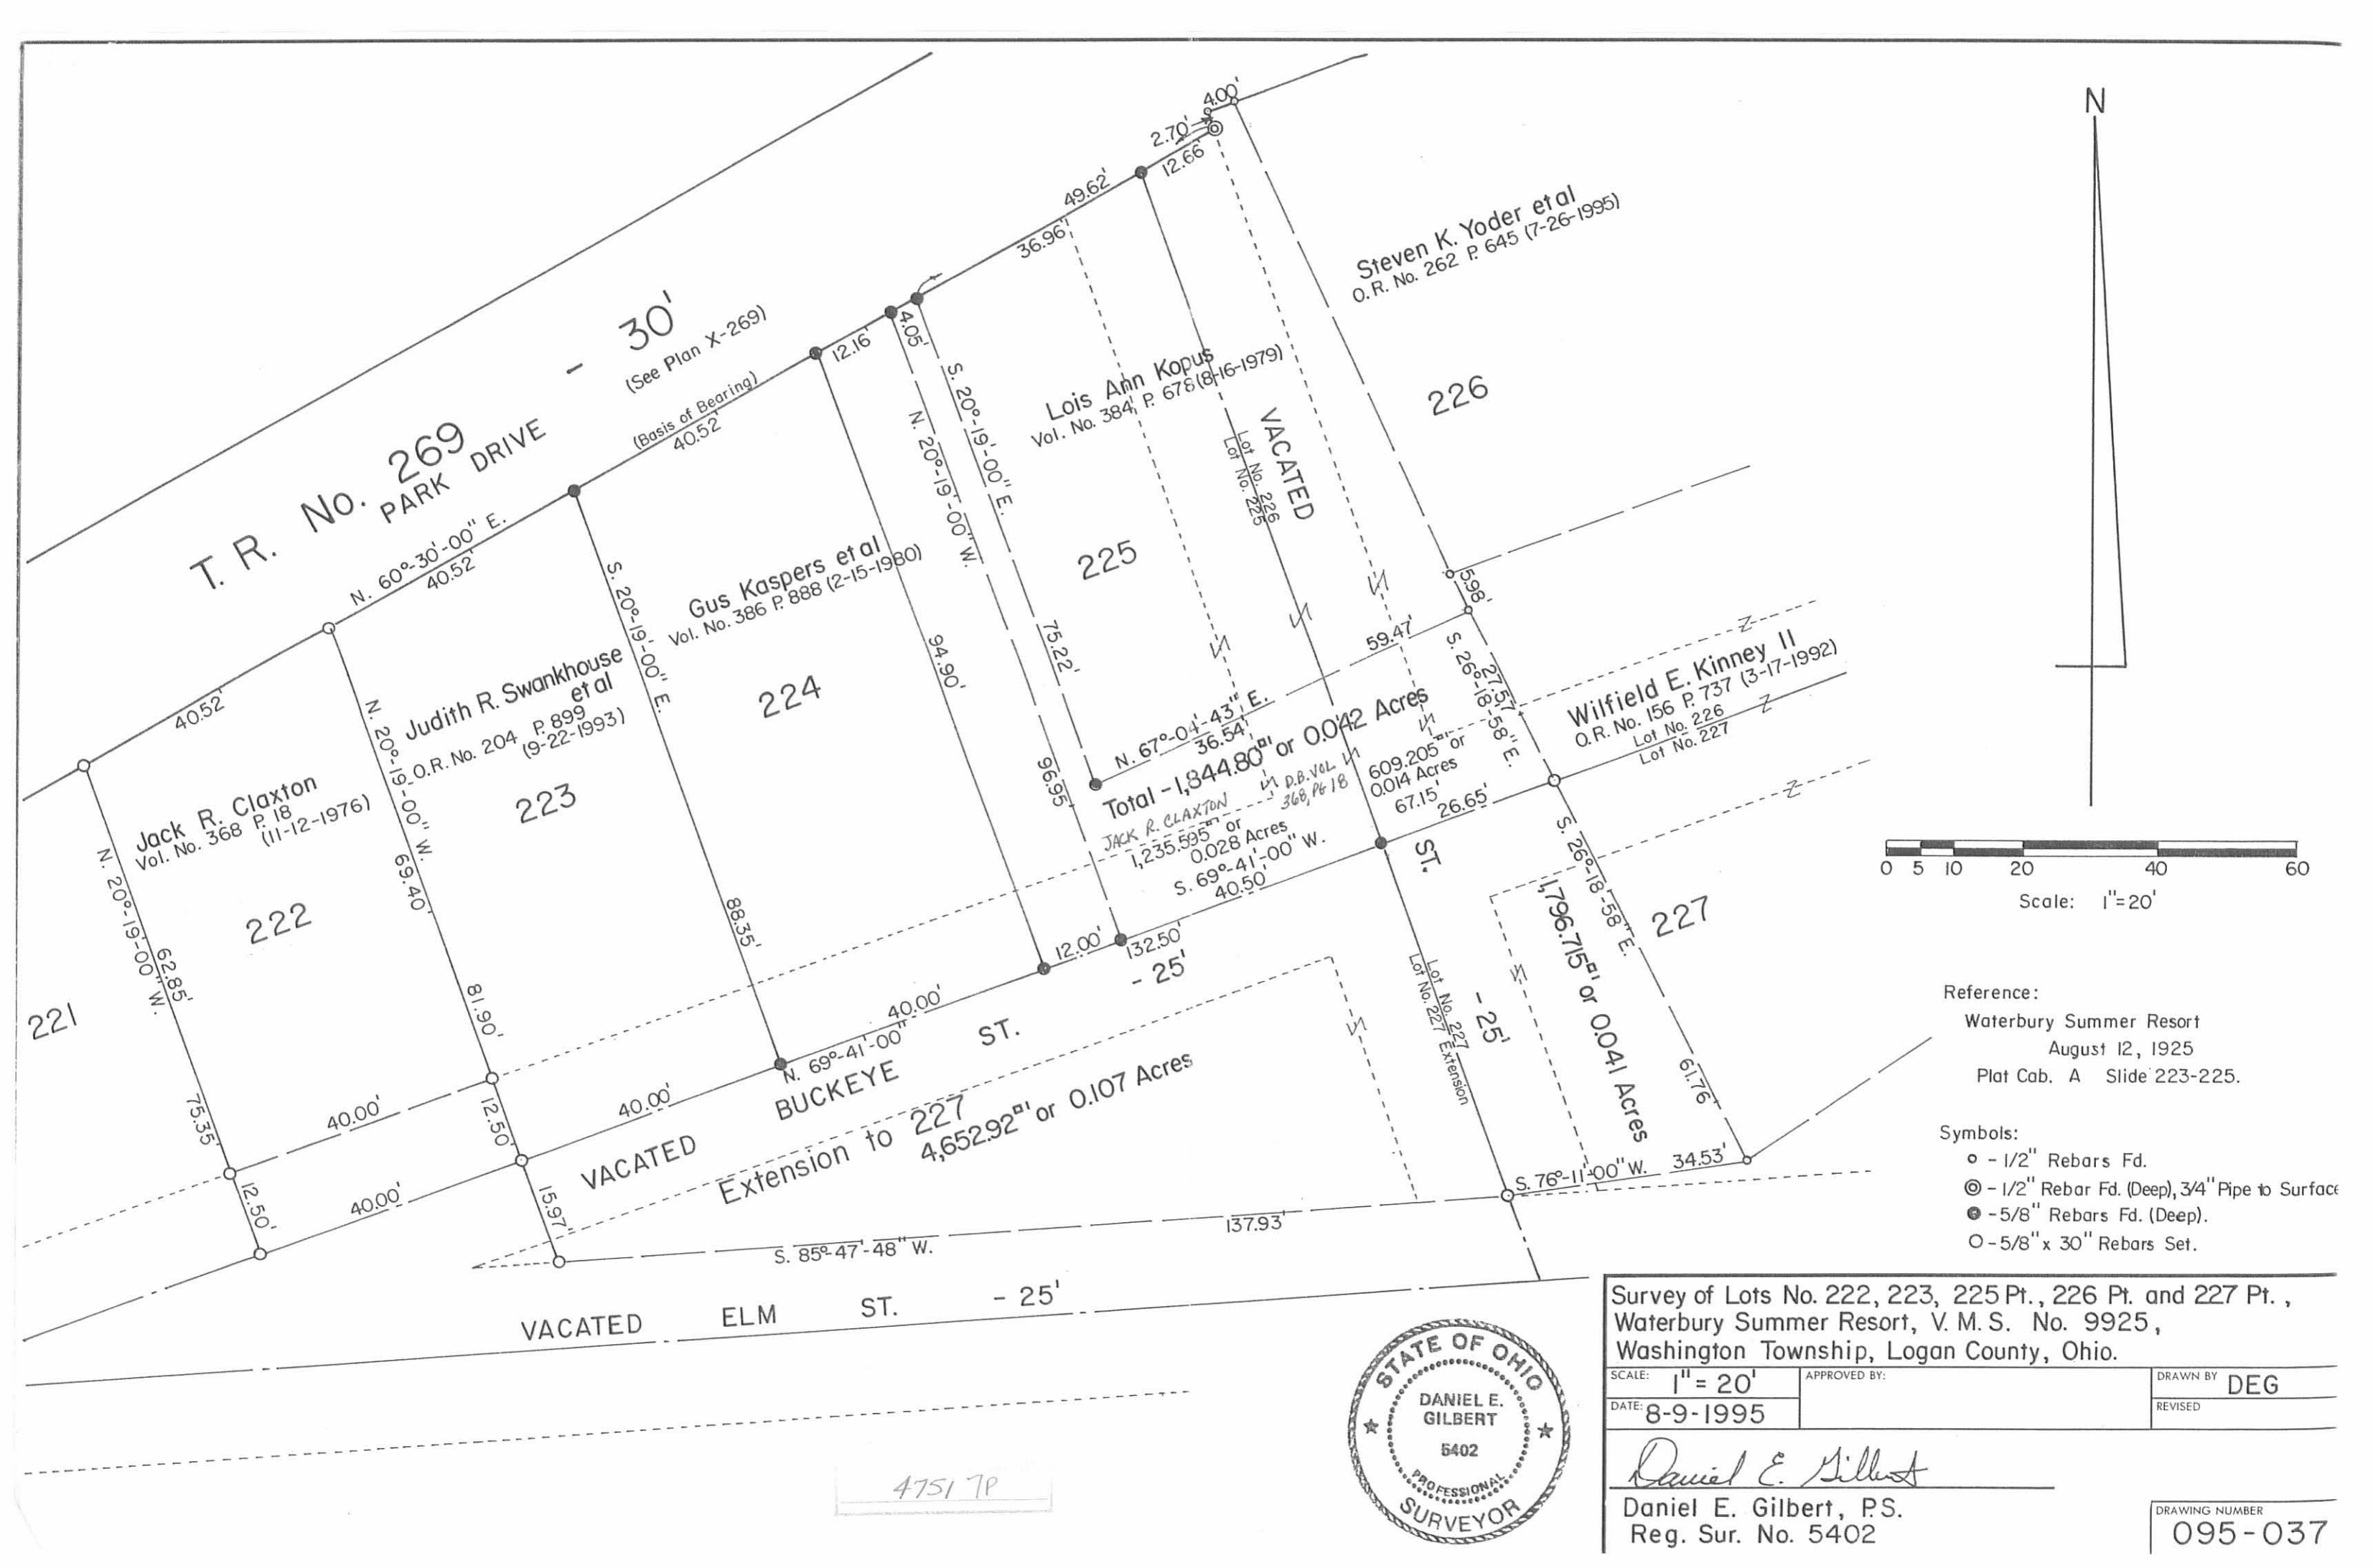 N
4.00'
2.70'
12.66'
49.62'
36.96'
4.05'
12.16'
T. R. No. 269 - 30'
PARK DRIVE
(See Plan X-269)
(Basis of Bearing)
40.52'
N. 60°-30'-00" E.
40.52'
40.52'
Steven K. Yoder et al
O.R. No. 262 P. 645 (7-26-1995)
226
Lois Ann Kopus
Vol. No. 384 P. 678 (8-16-1979)
VACATED
Lot No. 226
Lot No. 225
225
S. 20°-19'-00" E.
75.22'
N. 20°-19'-00" W.
96.95'
94.90'
Gus Kaspers et al
Vol. No. 386 P. 888 (2-15-1980)
224
S. 20°-19'-00" E.
88.35'
Judith R. Swankhouse
et al
O.R. No. 204 P. 899
(9-22-1993)
223
N. 20°-19'-00" W.
69.40'
81.90'
Jack R. Claxton
Vol. No. 368 P. 18
(11-12-1976)
222
N. 20°-19'-00" W.
62.85'
75.35'
221
5.98'
59.47'
N. 67°-04'-43" E.
36.54'
S. 26°-18'-58" E.
27.57'
Total - 1,844.80" or 0.042 Acres
JACK R. CLAXTON D.B. VOL
368, PG 18
609.205" or
0.014 Acres
67.15'
26.65'
1,235.595" or
0.028 Acres
S. 69°-41'-00" W.
40.50'
Wilfield E. Kinney II
O.R. No. 156 P. 737 (3-17-1992)
Lot No. 226
Lot No. 227
ST.
- 25'
S. 26°-18'-58" E.
61.76'
227
1,796.715" or 0.041 Acres
Lot No. 227
Lot No. 227 Extension
12.00'
132.50'
- 25'
40.00'
N. 69°-41'-00"
40.00'
VACATED BUCKEYE ST.
40.00'
12.50'
40.00'
12.50'
15.97'
Extension to 227
4,652.92" or 0.107 Acres
S. 76°-11'-00" W.
34.53'
137.93'
S. 85°-47'-48" W.
VACATED ELM ST. - 25'
0 5 10 20 40 60
Scale: 1"=20'
Reference:
Waterbury Summer Resort
August 12, 1925
Plat Cab. A Slide 223-225.
Symbols:
- 1/2" Rebars Fd.
- 1/2" Rebar Fd. (Deep), 3/4" Pipe to Surface
- 5/8" Rebars Fd. (Deep).
- 5/8" x 30" Rebars Set.
Survey of Lots No. 222, 223, 225 Pt., 226 Pt. and 227 Pt.,
Waterbury Summer Resort, V. M. S. No. 9925,
Washington Township, Logan County, Ohio.
SCALE: 1" = 20'
APPROVED BY:
DRAWN BY DEG
DATE: 8-9-1995
REVISED
Daniel E. Gilbert
Daniel E. Gilbert, P.S.
Reg. Sur. No. 5402
DRAWING NUMBER
095-037
STATE OF OHIO
DANIEL E.
GILBERT
5402
PROFESSIONAL
SURVEYOR
4751 7P